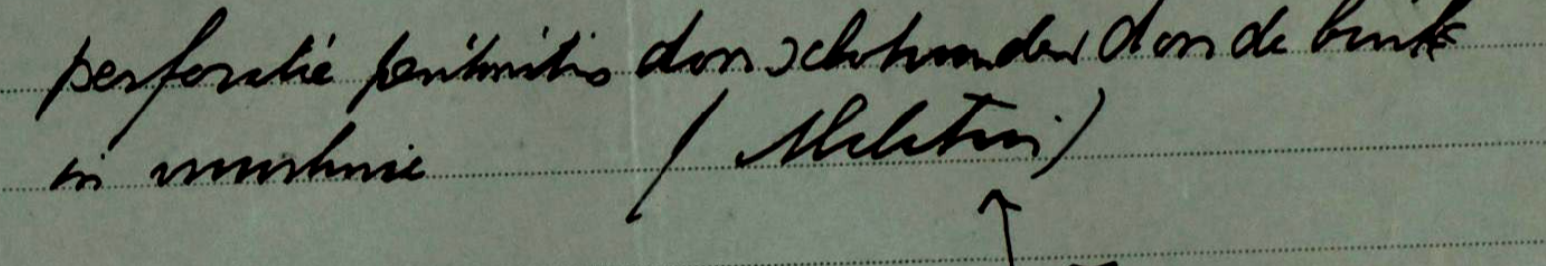 perforatie peritonitis door schotwonden door de buik
in